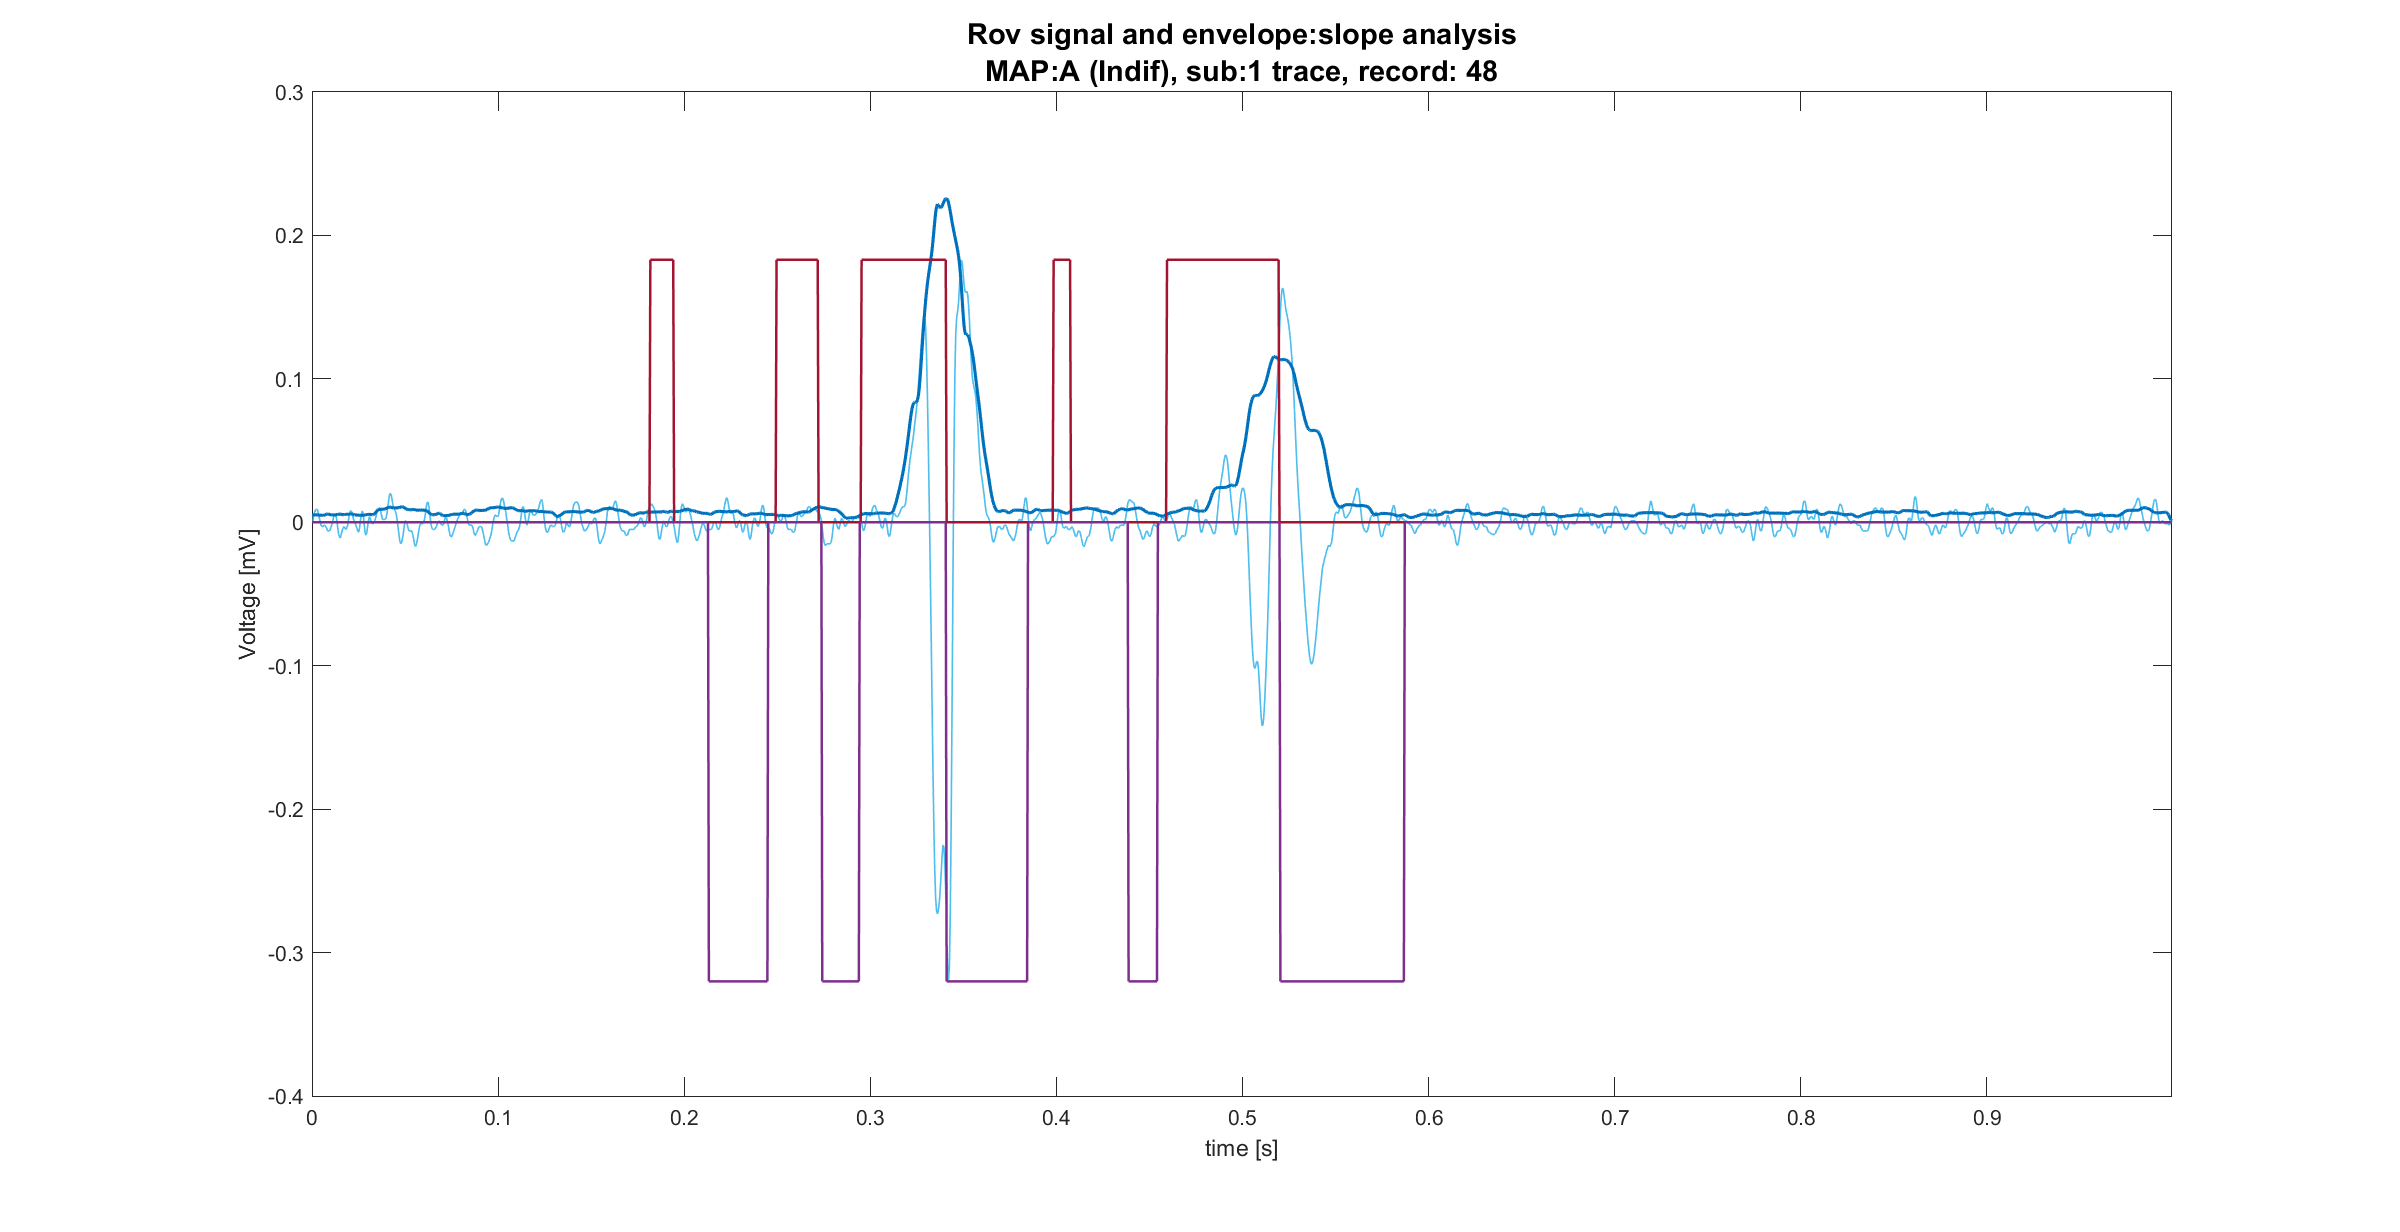 Rov signal and envelope:slope analysis
MAP:A (Indif), sub:1 trace, record: 48
0.3
0.2
0.1
0
-0.1
-0.2
-0.3
-0.4
Voltage [mV]
0 0.1 0.2 0.3 0.4 0.5 0.6 0.7 0.8 0.9
time [s]